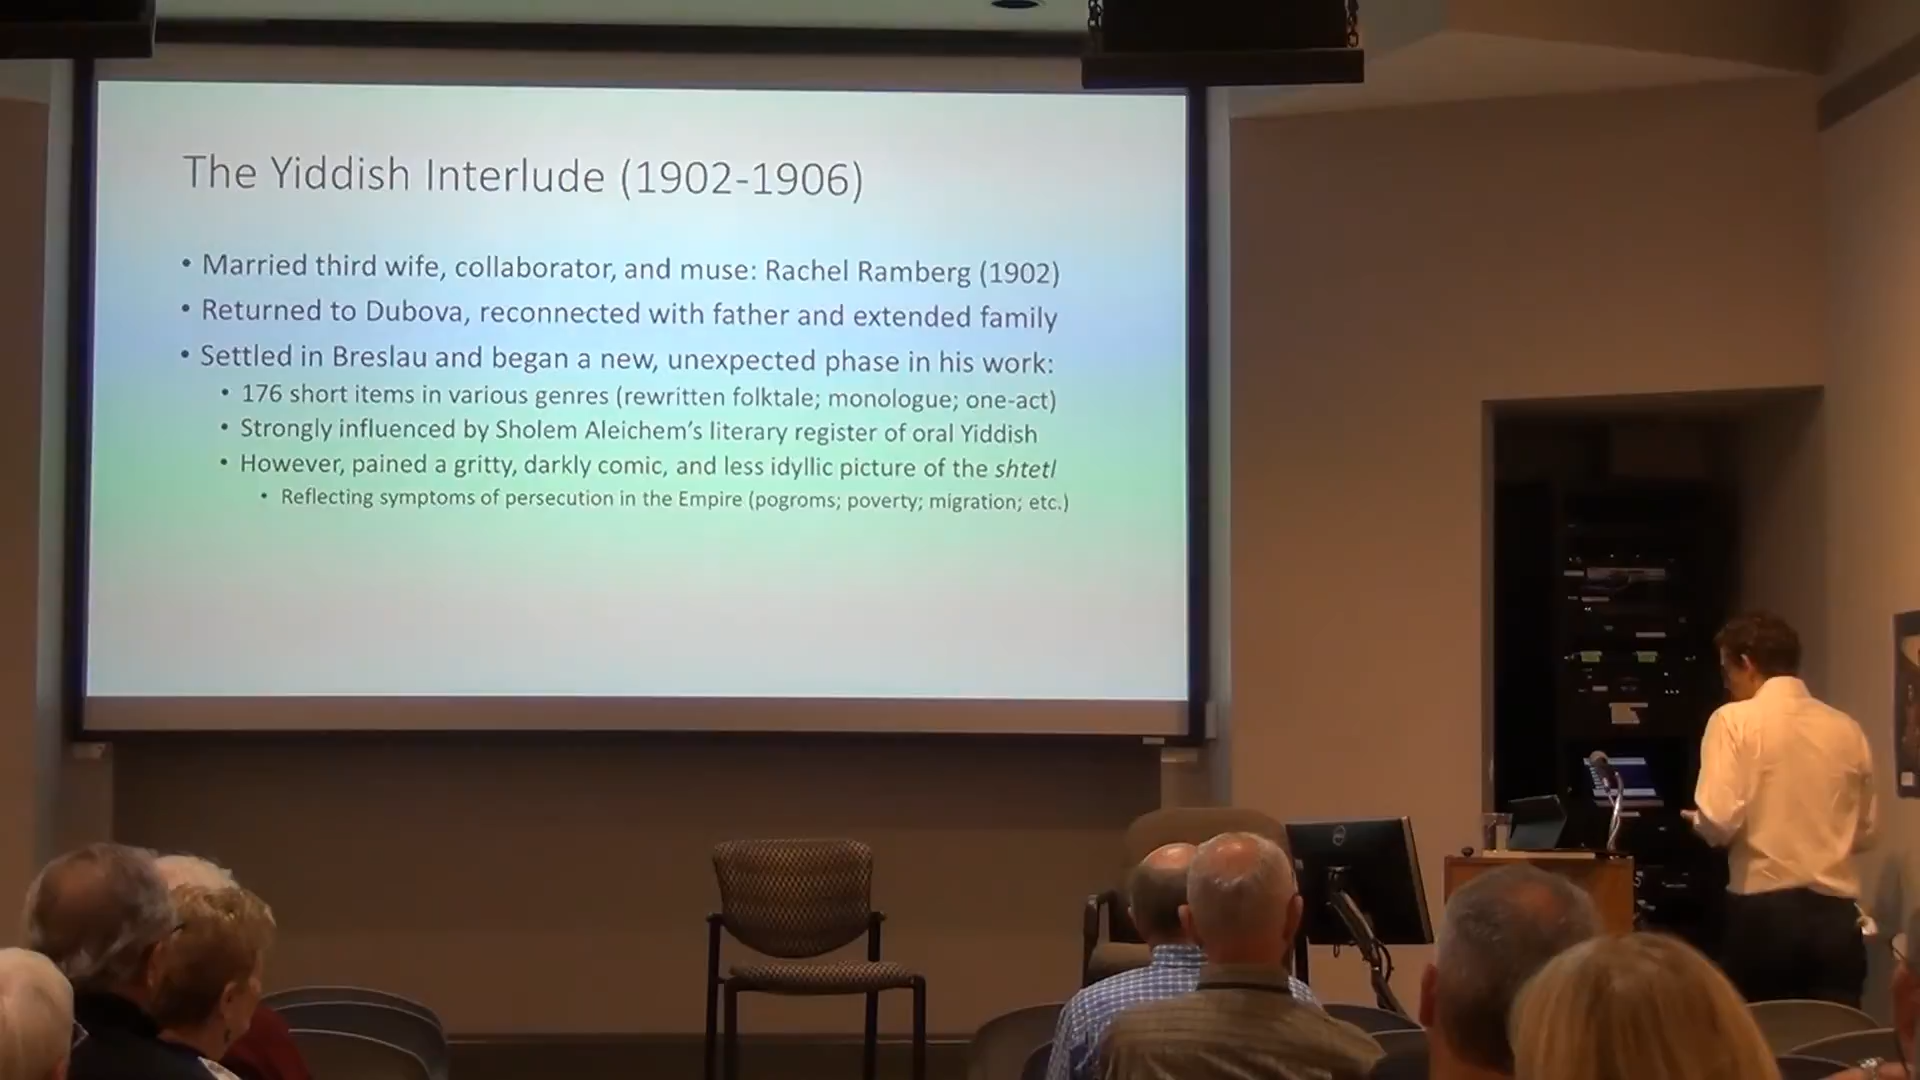 The Yiddish Interlude (1902-1906)
• Married third wife, collaborator, and muse: Rachel Ramberg (1902)
• Returned to Dubova, reconnected with father and extended family
• Settled in Breslau and began a new, unexpected phase in his work:
• 176 short items in various genres (rewritten folktale; monologue; one-act)
• Strongly influenced by Sholem Aleichem's literary register of oral Yiddish
• However, pained a gritty, darkly comic, and less idyllic picture of the shtetl
• Reflecting symptoms of persecution in the Empire (pogroms; poverty; migration; etc.)